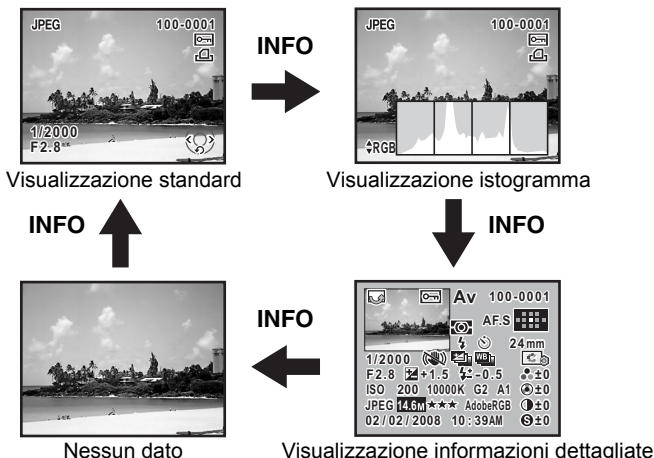 JPEG 100-0001
1/2000
F2.8
Visualizzazione standard
INFO
JPEG 100-0001
RGB
Visualizzazione istogramma
INFO
INFO
Av 100-0001
AF.S
24mm
1/2000 WB
F2.8 +1.5 -0.5 ±0
ISO 200 10000K G2 A1 ±0
JPEG 14.6M ★★★ AdobeRGB ±0
02/02/2008 10:39AM S ±0
Visualizzazione informazioni dettagliate
INFO
Nessun dato